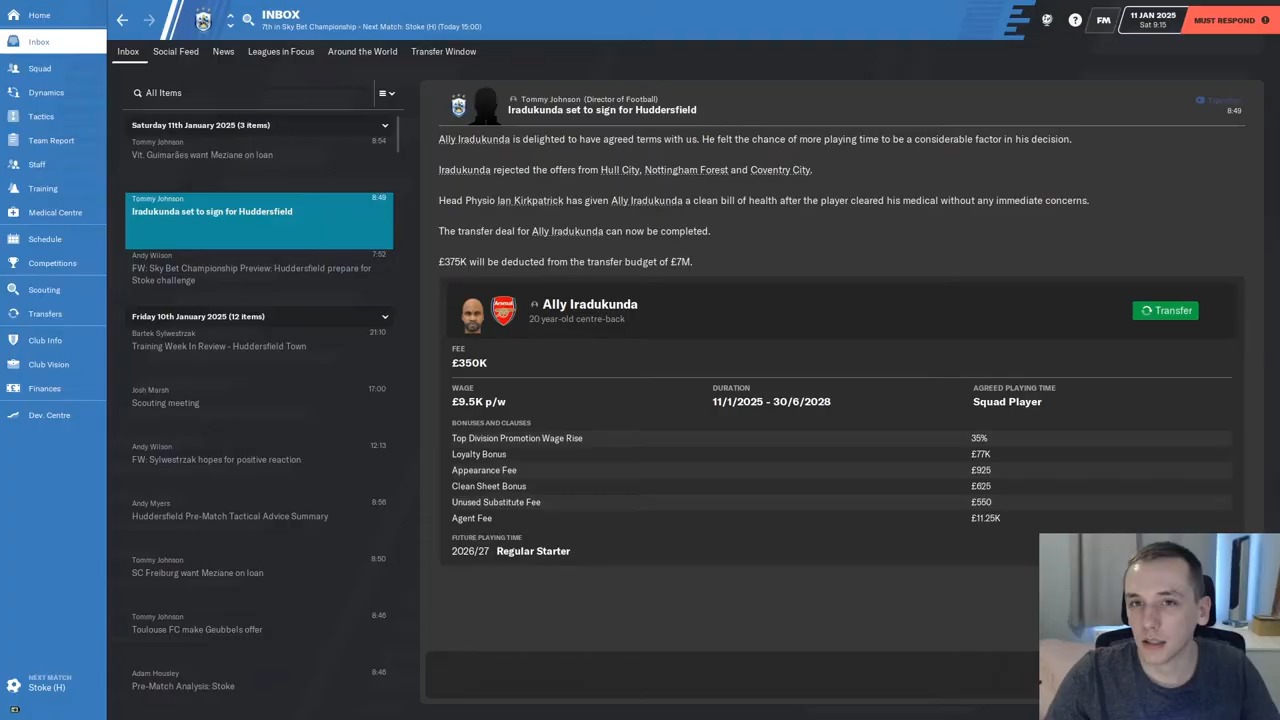 Home
Inbox
Squad
Dynamics
Tactics
Team Report
Staff
Training
Medical Centre
Schedule
Competitions
Scouting
Transfers
Club Info
Club Vision
Finances
Dev. Centre
NEXT MATCH
Stoke (H)
INBOX
7th in Sky Bet Championship - Next Match: Stoke (H) (Today 15:00)
FM
11 JAN 2025
Sat 9:15
MUST RESPOND
Inbox Social Feed News Leagues in Focus Around the World Transfer Window
All Items
Saturday 11th January 2025 (3 items)
Tommy Johnson 8:54
Vit. Guimarães want Meziane on loan
Tommy Johnson 8:49
Iradukunda set to sign for Huddersfield
Andy Wilson 7:52
FW: Sky Bet Championship Preview: Huddersfield prepare for
Stoke challenge
Friday 10th January 2025 (12 items)
Bartek Sylwestrzak 21:10
Training Week In Review - Huddersfield Town
Josh Marsh 17:00
Scouting meeting
Andy Wilson 12:13
FW: Sylwestrzak hopes for positive reaction
Andy Myers 8:56
Huddersfield Pre-Match Tactical Advice Summary
Tommy Johnson 8:50
SC Freiburg want Meziane on loan
Tommy Johnson 8:46
Toulouse FC make Geubbels offer
Adam Housley 8:46
Pre-Match Analysis: Stoke
Tommy Johnson (Director of Football)
Iradukunda set to sign for Huddersfield
Transfer
8:49
Ally Iradukunda is delighted to have agreed terms with us. He felt the chance of more playing time to be a considerable factor in his decision.
Iradukunda rejected the offers from Hull City, Nottingham Forest and Coventry City.
Head Physio Ian Kirkpatrick has given Ally Iradukunda a clean bill of health after the player cleared his medical without any immediate concerns.
The transfer deal for Ally Iradukunda can now be completed.
£375K will be deducted from the transfer budget of £7M.
Arsenal
Ally Iradukunda
20 year-old centre-back
Transfer
FEE
£350K
WAGE DURATION AGREED PLAYING TIME
£9.5K p/w 11/1/2025 - 30/6/2028 Squad Player
BONUSES AND CLAUSES
Top Division Promotion Wage Rise 35%
Loyalty Bonus £77K
Appearance Fee £925
Clean Sheet Bonus £625
Unused Substitute Fee £550
Agent Fee £11.25K
FUTURE PLAYING TIME
2026/27 Regular Starter